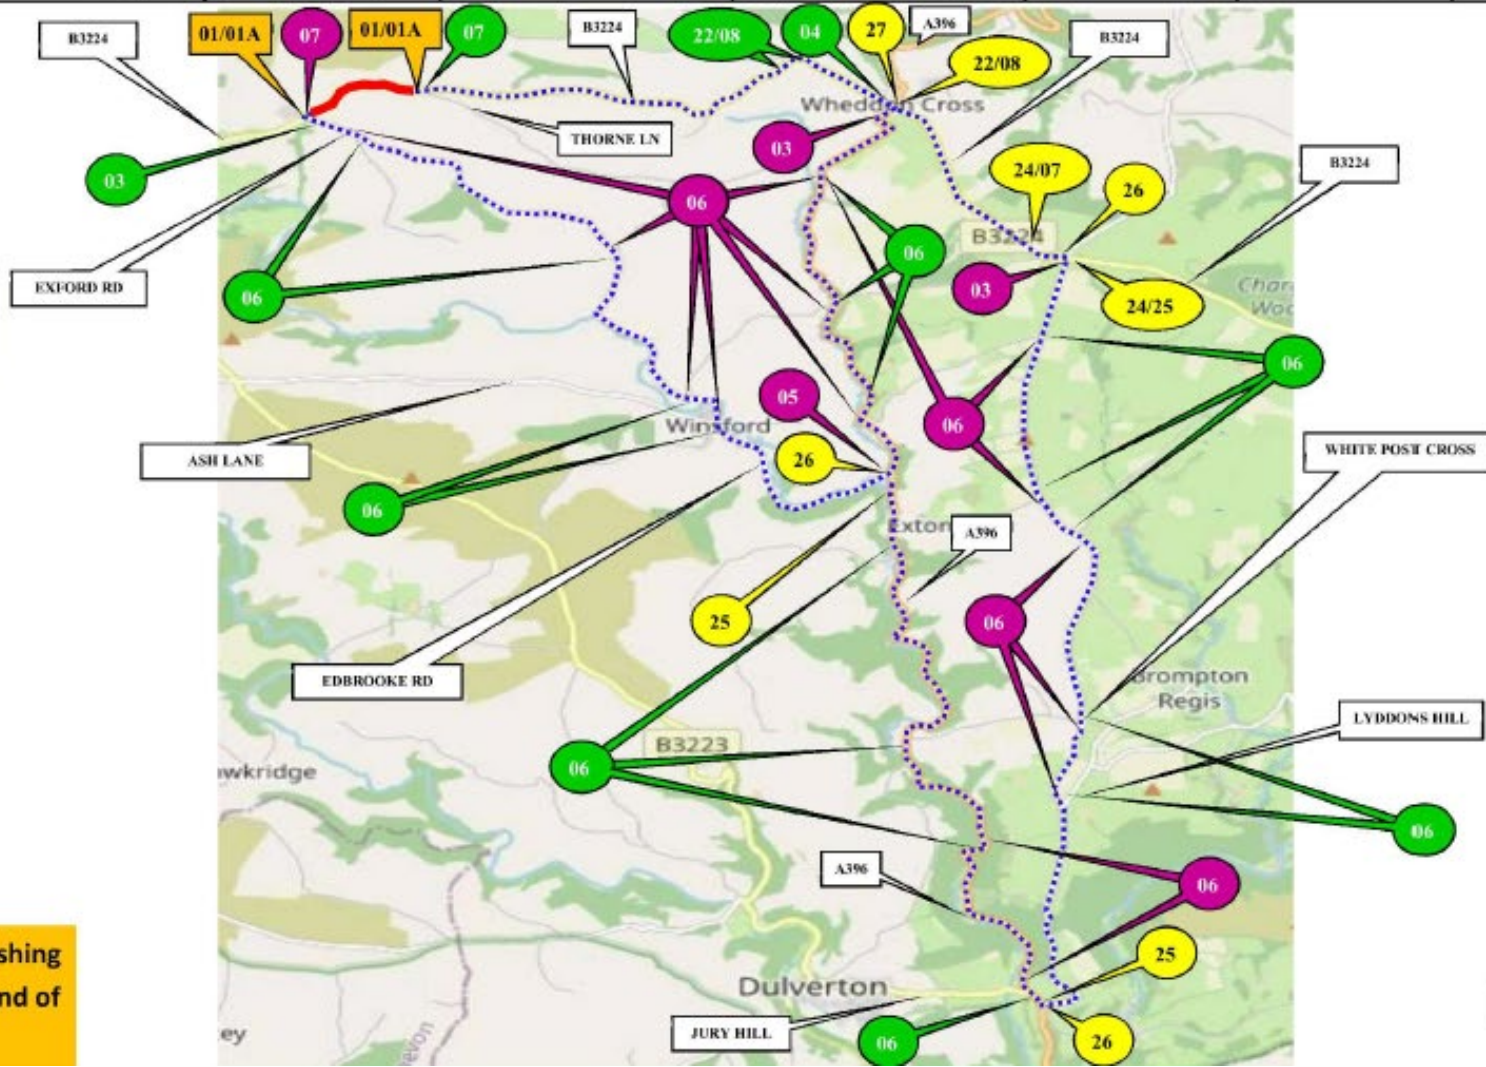 B3224
01/01A
07
01/01A
07
B3224
22/08
04
27
A396
22/08
B3224
Wheddon Cross
THORNE LN
03
03
24/07
26
B3224
06
B3224
06
EXFORD RD
06
03
24/25
06
05
06
Winsford
ASH LANE
26
WHITE POST CROSS
06
Exton
A396
25
06
EDBROOKE RD
Brompton
Regis
LYDDONS HILL
B3223
06
wkridge
06
A396
06
shing
nd of
25
Dulverton
JURY HILL
06
26
ey
evon